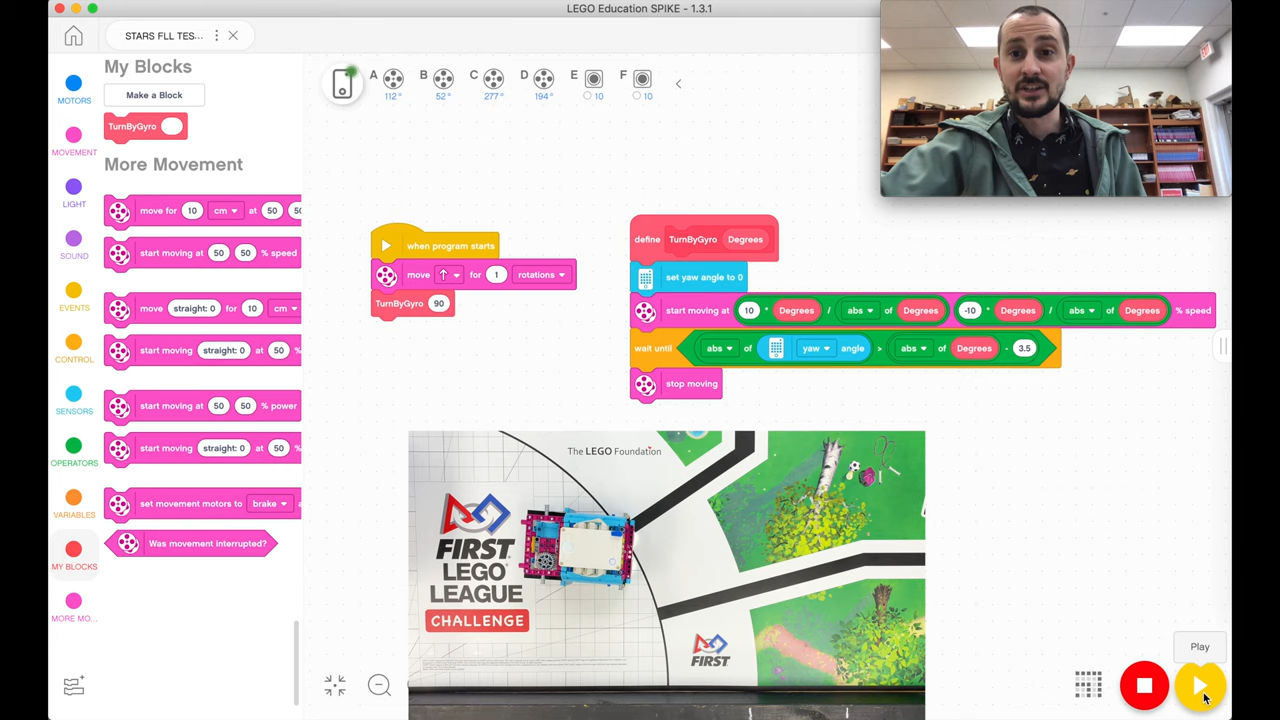 LEGO Education SPIKE - 1.3.1
STARS FLL TES...
My Blocks
Make a Block
TurnByGyro
More Movement
move for 10 cm at 50 50
start moving at 50 50 % speed
move straight: 0 for 10 cm
start moving straight: 0 at 50 %
start moving at 50 50 % power
start moving straight: 0 at 50 %
set movement motors to brake
Was movement interrupted?
MOTORS
MOVEMENT
LIGHT
SOUND
EVENTS
CONTROL
SENSORS
OPERATORS
VARIABLES
MY BLOCKS
MORE MO...
A B C D E F
112° 52° 277° 194° 10 10
when program starts
move ↑ for 1 rotations
TurnByGyro 90
define TurnByGyro Degrees
set yaw angle to 0
start moving at 10 * Degrees / abs of Degrees -10 * Degrees / abs of Degrees % speed
wait until abs of yaw angle > abs of Degrees - 3.5
stop moving
The LEGO Foundation
FIRST
LEGO
LEAGUE
CHALLENGE
FIRST
Play